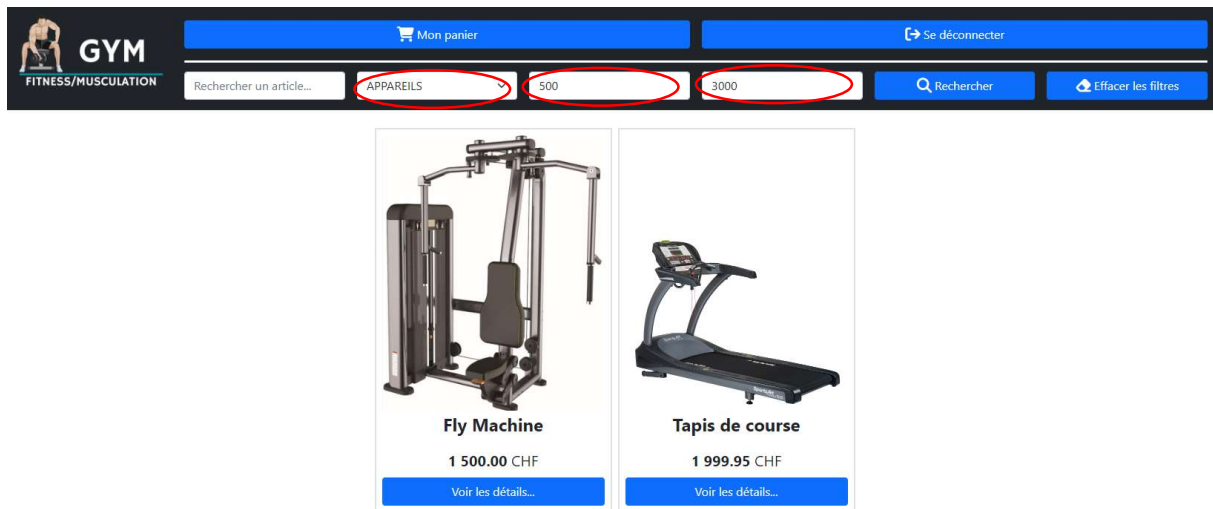 GYM
FITNESS/MUSCULATION
Mon panier
Se déconnecter
Rechercher un article...
APPAREILS
500
3000
Rechercher
Effacer les filtres
Fly Machine
Tapis de course
1 500.00 CHF
1 999.95 CHF
Voir les détails...
Voir les détails...